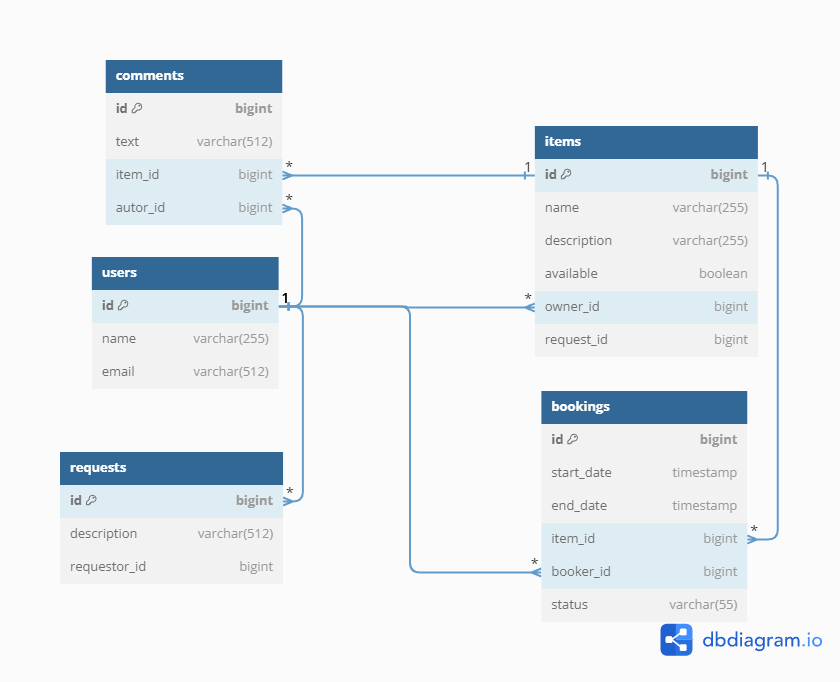 comments
id bigint
text varchar(512)
item_id bigint
autor_id bigint
*
*
users
id bigint
name varchar(255)
email varchar(512)
1
requests
id bigint
description varchar(512)
requestor_id bigint
*
items
id bigint
name varchar(255)
description varchar(255)
available boolean
owner_id bigint
request_id bigint
1
1
*
bookings
id bigint
start_date timestamp
end_date timestamp
item_id bigint
booker_id bigint
status varchar(55)
*
*
dbdiagram.io